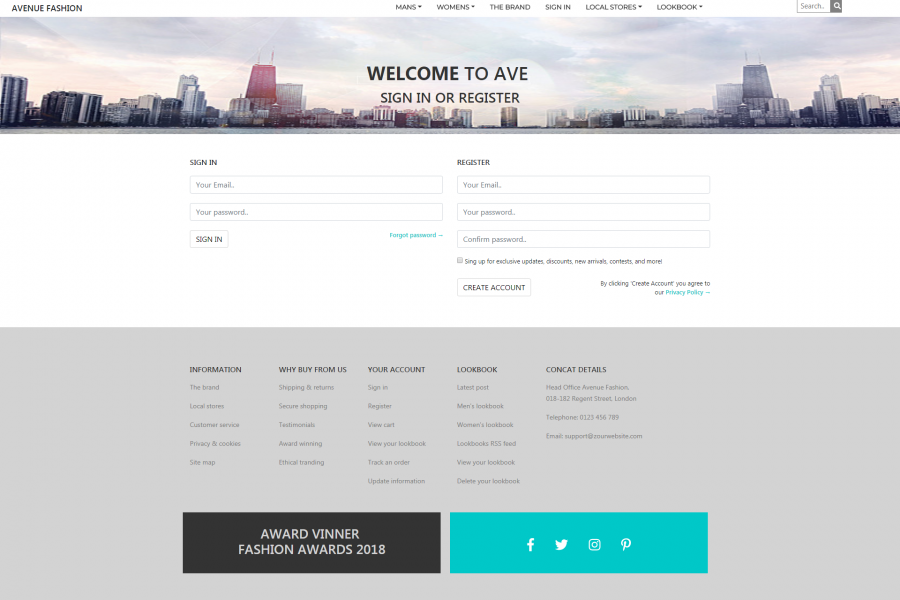 AVENUE FASHION
MANS
WOMENS
THE BRAND
SIGN IN
LOCAL STORES
LOOKBOOK
Search..
WELCOME TO AVE
SIGN IN OR REGISTER
SIGN IN
Your Email..
Your password..
SIGN IN
Forgot password →
REGISTER
Your Email..
Your password..
Confirm password..
Sing up for exclusive updates, discounts, new arrivals, contests, and more!
CREATE ACCOUNT
By clicking 'Create Account' you agree to
our Privacy Policy →
INFORMATION
The brand
Local stores
Customer service
Privacy & cookies
Site map
WHY BUY FROM US
Shipping & returns
Secure shopping
Testimonials
Award winning
Ethical tranding
YOUR ACCOUNT
Sign in
Register
View cart
View your lookbook
Track an order
Update information
LOOKBOOK
Latest post
Men's lookbook
Women's lookbook
Lookbooks RSS feed
View your lookbook
Delete your lookbook
CONCAT DETAILS
Head Office Avenue Fashion,
018-182 Regent Street, London
Telephone: 0123 456 789
Email: support@zourwebsite.com
AWARD VINNER
FASHION AWARDS 2018